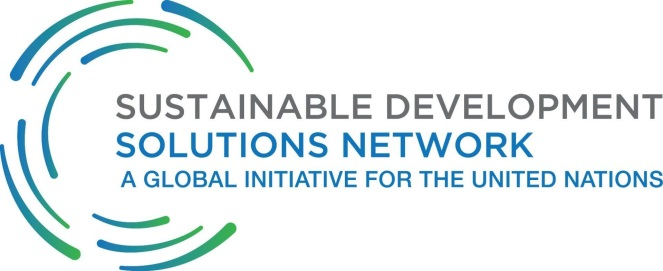 SUSTAINABLE DEVELOPMENT
SOLUTIONS NETWORK
A GLOBAL INITIATIVE FOR THE UNITED NATIONS